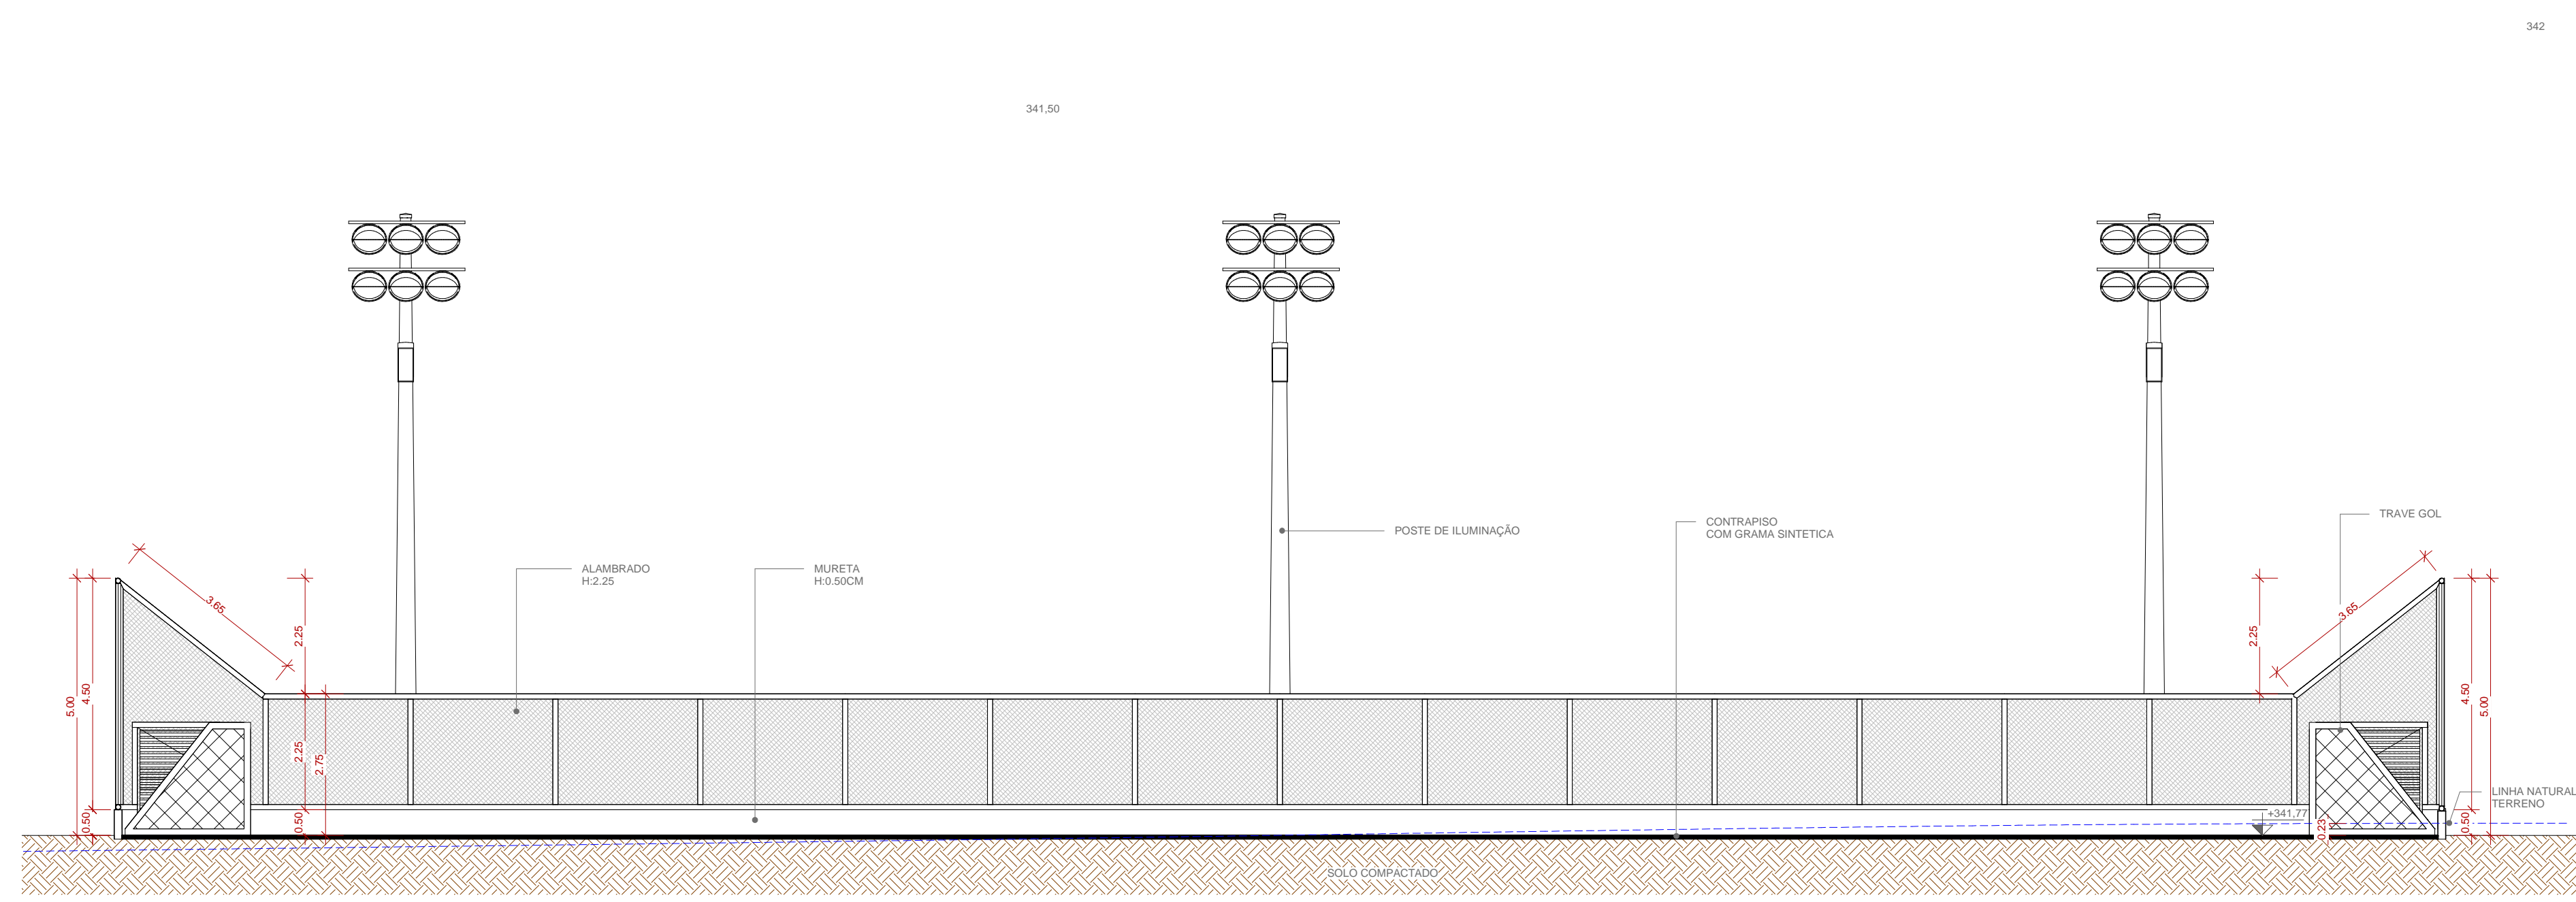 342
341,50
TRAVE GOL
CONTRAPISO
COM GRAMA SINTETICA
POSTE DE ILUMINAÇÃO
ALAMBRADO
H:2.25
MURETA
H:0.50CM
3.65
3.65
2.25
2.25
5.00
4.50
4.50
5.00
2.25
2.75
LINHA NATURAL
TERRENO
+341,77
0.50
0.50
0.23
0.50
SOLO COMPACTADO